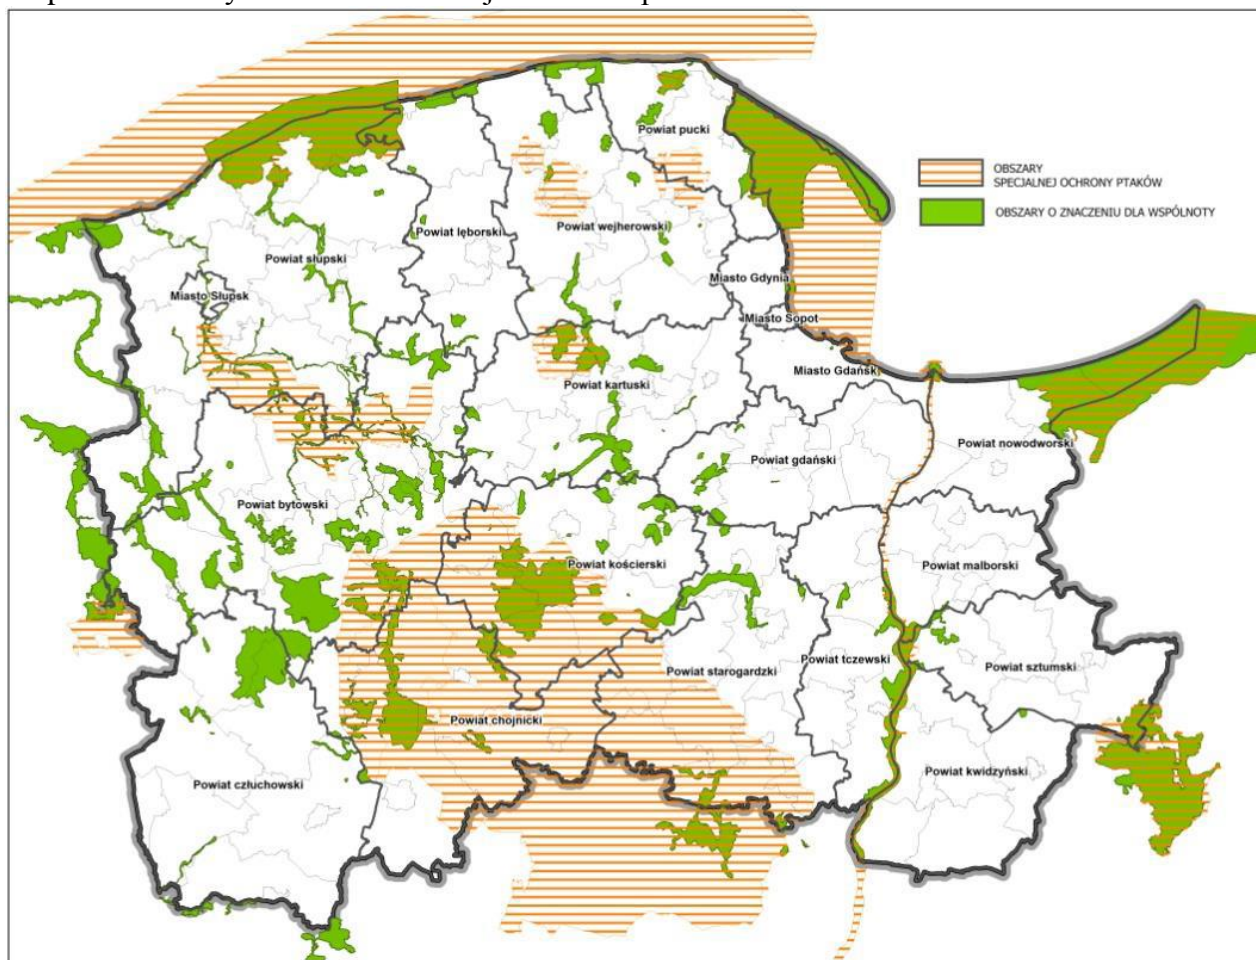 Powiat pucki
OBSZARY
SPECJALNEJ OCHRONY PTAKÓW
OBSZARY O ZNACZENIU DLA WSPÓLNOTY
Powiat lęborski
Powiat wejherowski
Powiat słupski
Miasto Gdynia
Miasto Słupsk
Miasto Sopot
Miasto Gdańsk
Powiat kartuski
Powiat nowodworski
Powiat gdański
Powiat bytowski
Powiat kościerski
Powiat malborski
Powiat starogardzki
Powiat tczewski
Powiat sztumski
Powiat chojnicki
Powiat człuchowski
Powiat kwidzyński